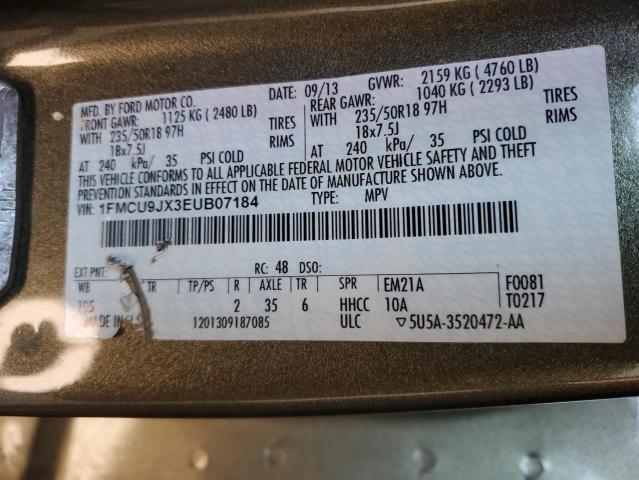 MFD. BY FORD MOTOR CO. DATE: 09/13 GVWR: 2159 KG ( 4760 LB)
FRONT GAWR: 1125 KG ( 2480 LB) REAR GAWR: 1040 KG ( 2293 LB)
WITH 235/50R18 97H TIRES WITH 235/50R18 97H TIRES
18x7.5J RIMS 18x7.5J RIMS
AT 240 kPa/ 35 PSI COLD AT 240 kPa/ 35 PSI COLD
THIS VEHICLE CONFORMS TO ALL APPLICABLE FEDERAL MOTOR VEHICLE SAFETY AND THEFT
PREVENTION STANDARDS IN EFFECT ON THE DATE OF MANUFACTURE SHOWN ABOVE.
VIN: 1FMCU9JX3EUB07184 TYPE: MPV
EXT PNT: RC: 48 DSO:
WB TR TP/PS R AXLE TR SPR EM21A F0081
105 2 35 6 HHCC 10A T0217
MADE IN 1201309187085 ULC ▽5U5A-3520472-AA